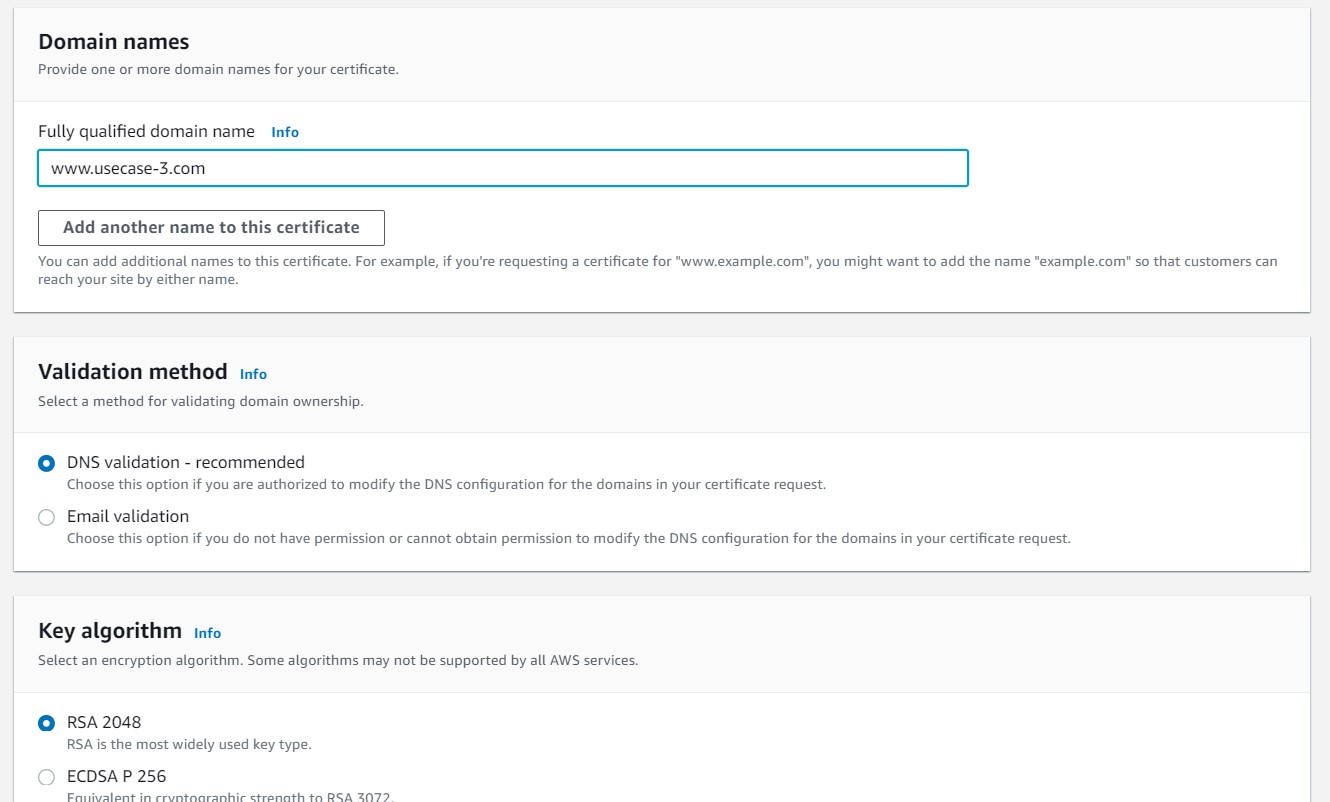 Domain names
Provide one or more domain names for your certificate.
Fully qualified domain name Info
www.usecase-3.com
Add another name to this certificate
You can add additional names to this certificate. For example, if you're requesting a certificate for "www.example.com", you might want to add the name "example.com" so that customers can
reach your site by either name.
Validation method Info
Select a method for validating domain ownership.
DNS validation - recommended
Choose this option if you are authorized to modify the DNS configuration for the domains in your certificate request.
Email validation
Choose this option if you do not have permission or cannot obtain permission to modify the DNS configuration for the domains in your certificate request.
Key algorithm Info
Select an encryption algorithm. Some algorithms may not be supported by all AWS services.
RSA 2048
RSA is the most widely used key type.
ECDSA P 256
Equivalent in cryptographic strength to RSA 3072.